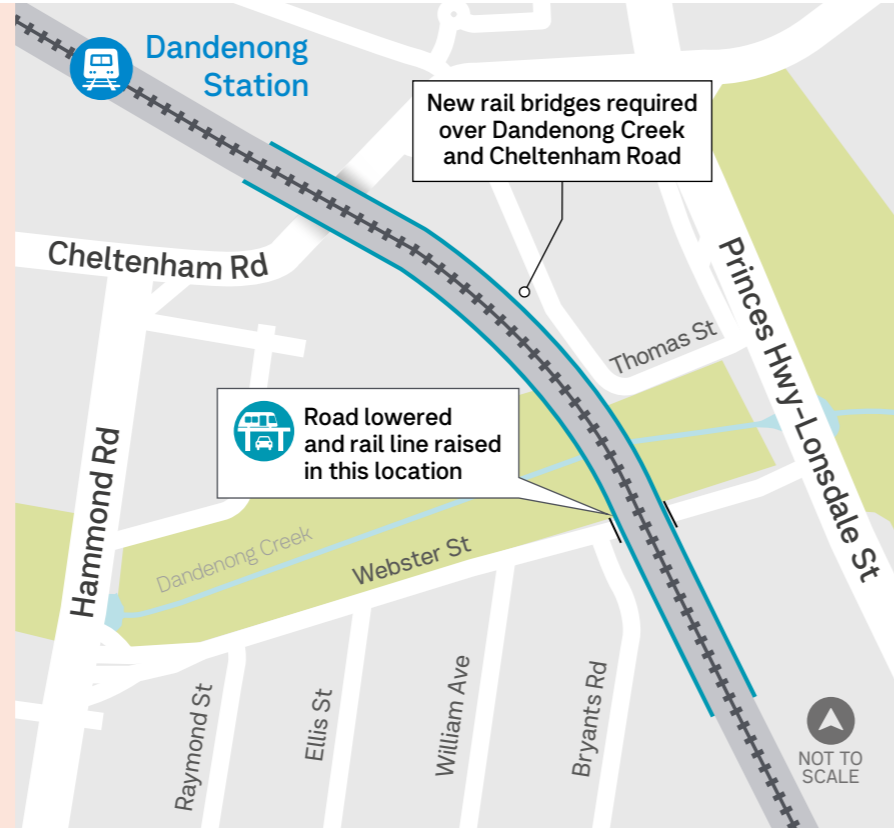 Dandenong
Station
New rail bridges required
over Dandenong Creek
and Cheltenham Road
Cheltenham Rd
Princes Hwy-Lonsdale St
Thomas St
Road lowered
and rail line raised
in this location
Hammond Rd
Dandenong Creek
Webster St
Raymond St
Ellis St
William Ave
Bryants Rd
NOT TO
SCALE